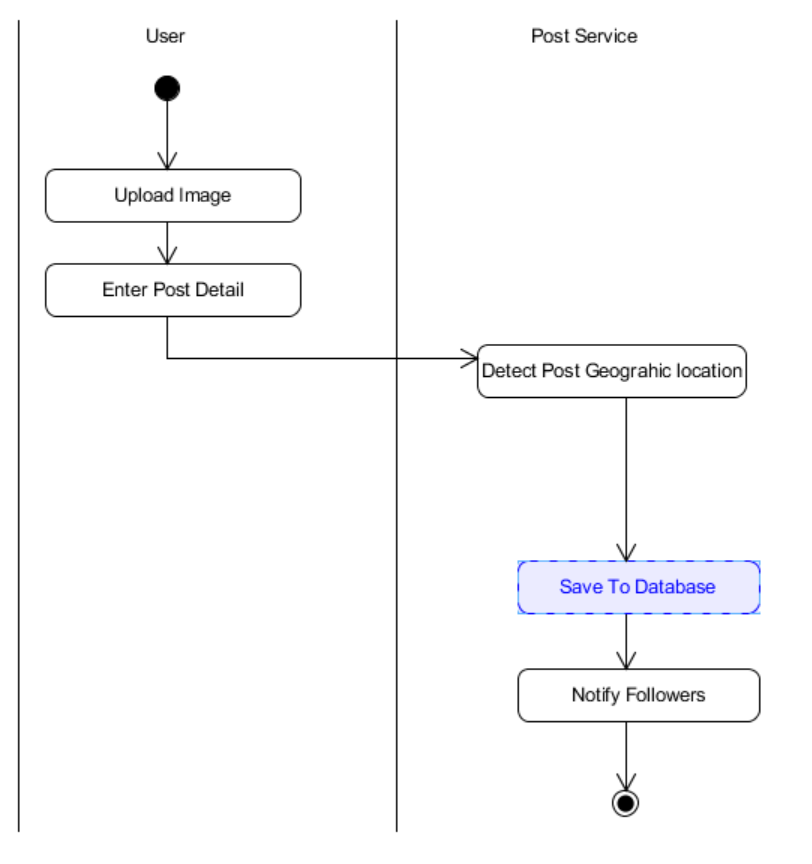 User
Post Service
Upload Image
Enter Post Detail
Detect Post Geograhic location
Save To Database
Notify Followers